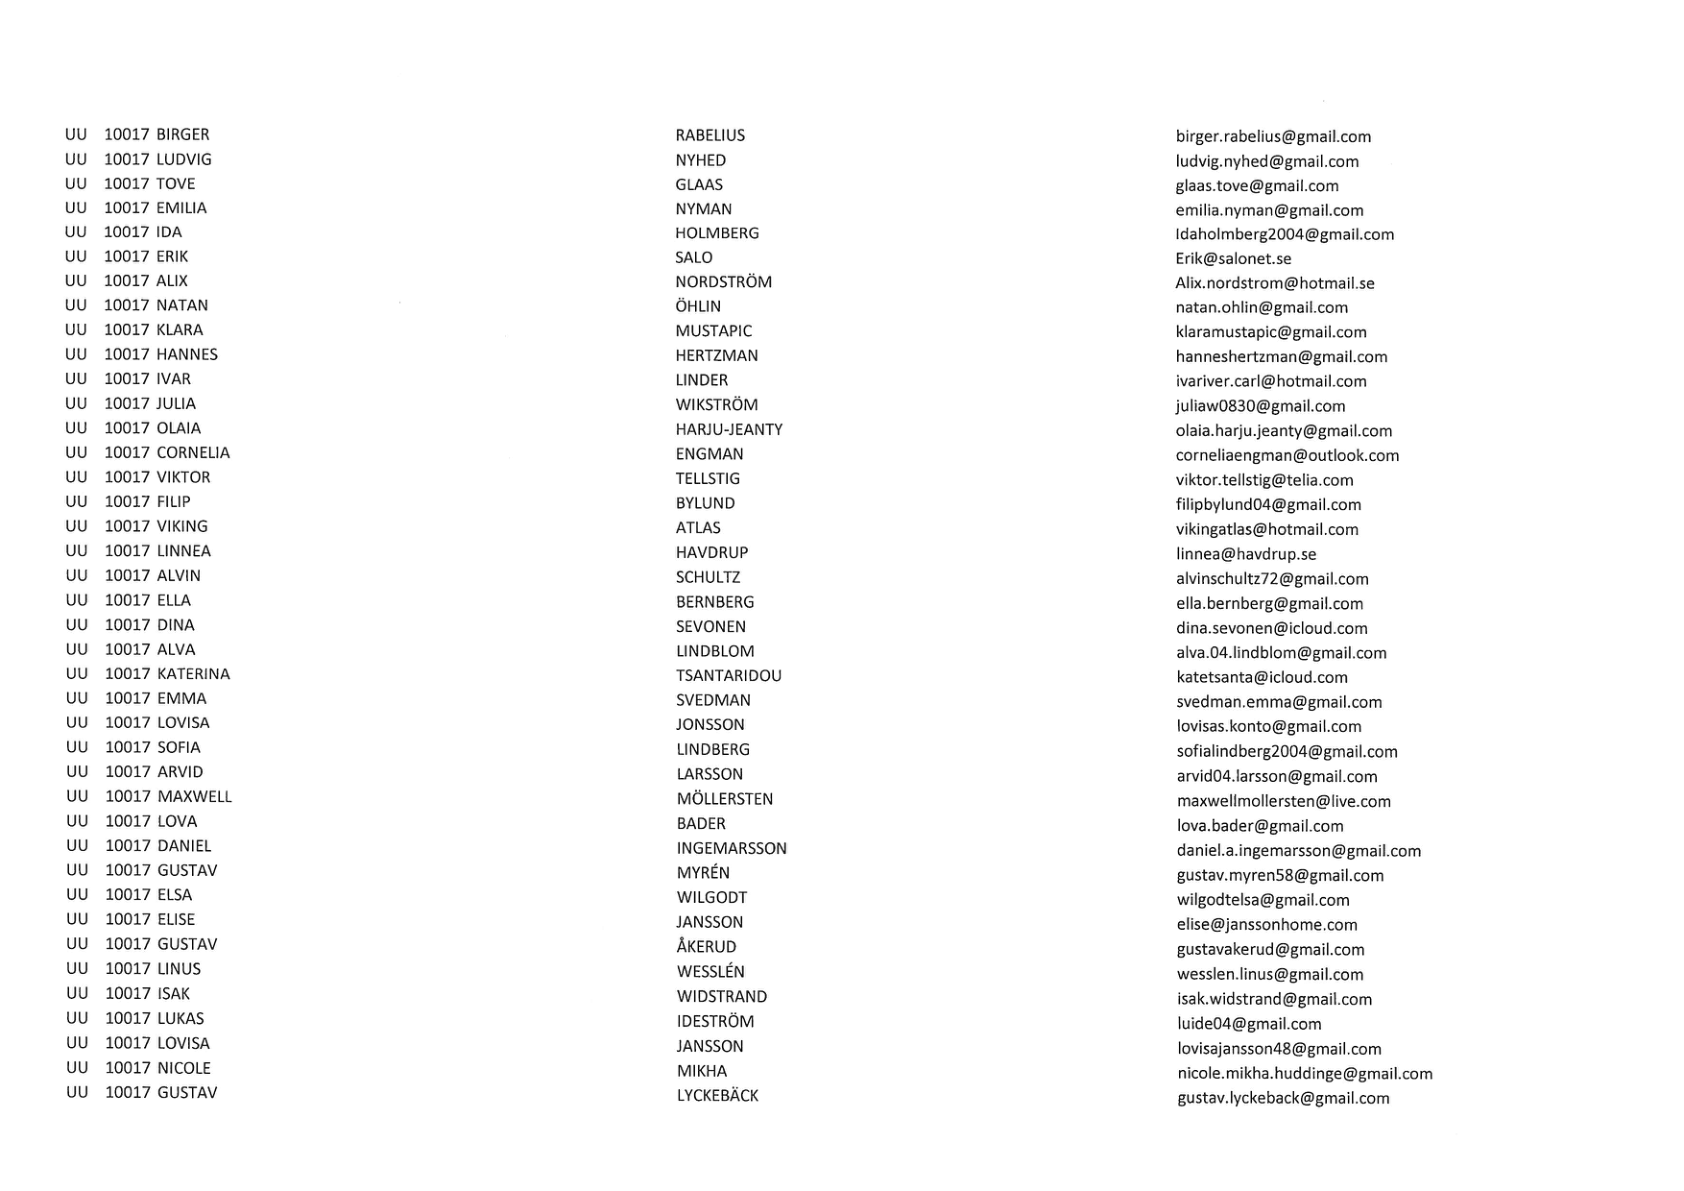 UU 10017 BIRGER RABELIUS birger.rabelius@gmail.com
UU 10017 LUDVIG NYHED ludvig.nyhed@gmail.com
UU 10017 TOVE GLAAS glaas.tove@gmail.com
UU 10017 EMILIA NYMAN emilia.nyman@gmail.com
UU 10017 IDA HOLMBERG Idaholmberg2004@gmail.com
UU 10017 ERIK SALO Erik@salonet.se
UU 10017 ALIX NORDSTRÖM Alix.nordstrom@hotmail.se
UU 10017 NATAN ÖHLIN natan.ohlin@gmail.com
UU 10017 KLARA MUSTAPIC klaramustapic@gmail.com
UU 10017 HANNES HERTZMAN hanneshertzman@gmail.com
UU 10017 IVAR LINDER ivariver.carl@hotmail.com
UU 10017 JULIA WIKSTRÖM juliaw0830@gmail.com
UU 10017 OLAIA HARJU-JEANTY olaia.harju.jeanty@gmail.com
UU 10017 CORNELIA ENGMAN corneliaengman@outlook.com
UU 10017 VIKTOR TELLSTIG viktor.tellstig@telia.com
UU 10017 FILIP BYLUND filipbylund04@gmail.com
UU 10017 VIKING ATLAS vikingatlas@hotmail.com
UU 10017 LINNEA HAVDRUP linnea@havdrup.se
UU 10017 ALVIN SCHULTZ alvinschultz72@gmail.com
UU 10017 ELLA BERNBERG ella.bernberg@gmail.com
UU 10017 DINA SEVONEN dina.sevonen@icloud.com
UU 10017 ALVA LINDBLOM alva.04.lindblom@gmail.com
UU 10017 KATERINA TSANTARIDOU katetsanta@icloud.com
UU 10017 EMMA SVEDMAN svedman.emma@gmail.com
UU 10017 LOVISA JONSSON lovisas.konto@gmail.com
UU 10017 SOFIA LINDBERG sofialindberg2004@gmail.com
UU 10017 ARVID LARSSON arvid04.larsson@gmail.com
UU 10017 MAXWELL MÖLLERSTEN maxwellmollersten@live.com
UU 10017 LOVA BADER lova.bader@gmail.com
UU 10017 DANIEL INGEMARSSON daniel.a.ingemarsson@gmail.com
UU 10017 GUSTAV MYRÉN gustav.myren58@gmail.com
UU 10017 ELSA WILGODT wilgodtelsa@gmail.com
UU 10017 ELISE JANSSON elise@janssonhome.com
UU 10017 GUSTAV ÅKERUD gustavakerud@gmail.com
UU 10017 LINUS WESSLÉN wesslen.linus@gmail.com
UU 10017 ISAK WIDSTRAND isak.widstrand@gmail.com
UU 10017 LUKAS IDESTRÖM luide04@gmail.com
UU 10017 LOVISA JANSSON lovisajansson48@gmail.com
UU 10017 NICOLE MIKHA nicole.mikha.huddinge@gmail.com
UU 10017 GUSTAV LYCKEBÄCK gustav.lyckeback@gmail.com